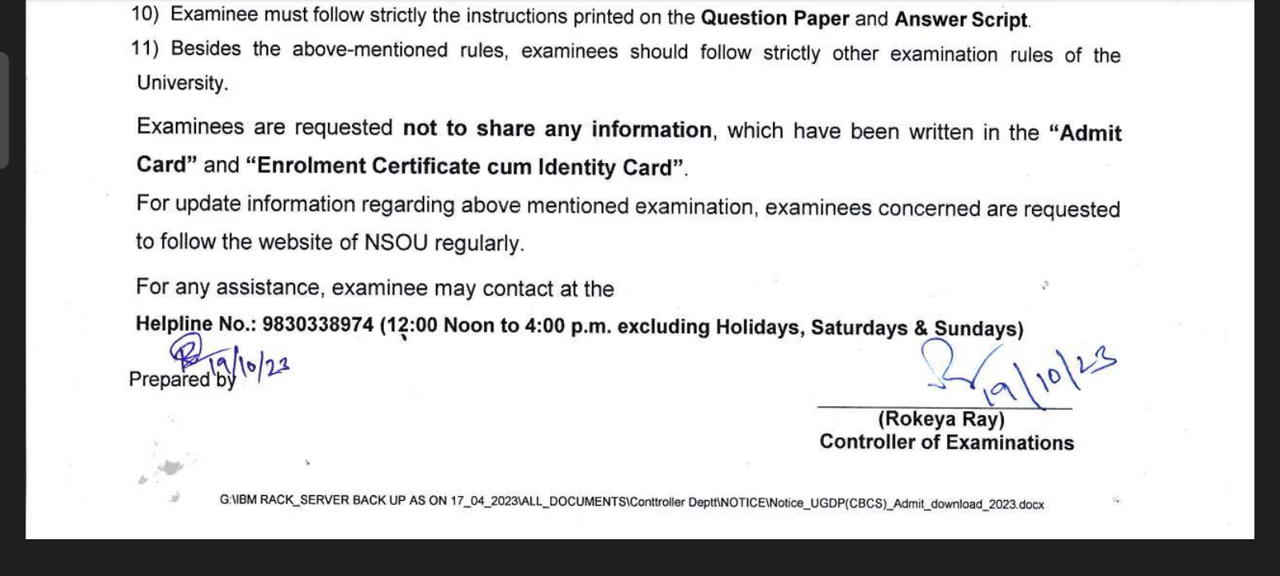 10) Examinee must follow strictly the instructions printed on the Question Paper and Answer Script.
11) Besides the above-mentioned rules, examinees should follow strictly other examination rules of the
University.
Examinees are requested not to share any information, which have been written in the “Admit
Card” and “Enrolment Certificate cum Identity Card”.
For update information regarding above mentioned examination, examinees concerned are requested
to follow the website of NSOU regularly.
For any assistance, examinee may contact at the
Helpline No.: 9830338974 (12:00 Noon to 4:00 p.m. excluding Holidays, Saturdays & Sundays)
19/10/23
Prepared by
19/10/23
(Rokeya Ray)
Controller of Examinations
G:\IBM RACK_SERVER BACK UP AS ON 17_04_2023\ALL_DOCUMENTS\Conttroller Deptt\NOTICE\Notice_UGDP(CBCS)_Admit_download_2023.docx